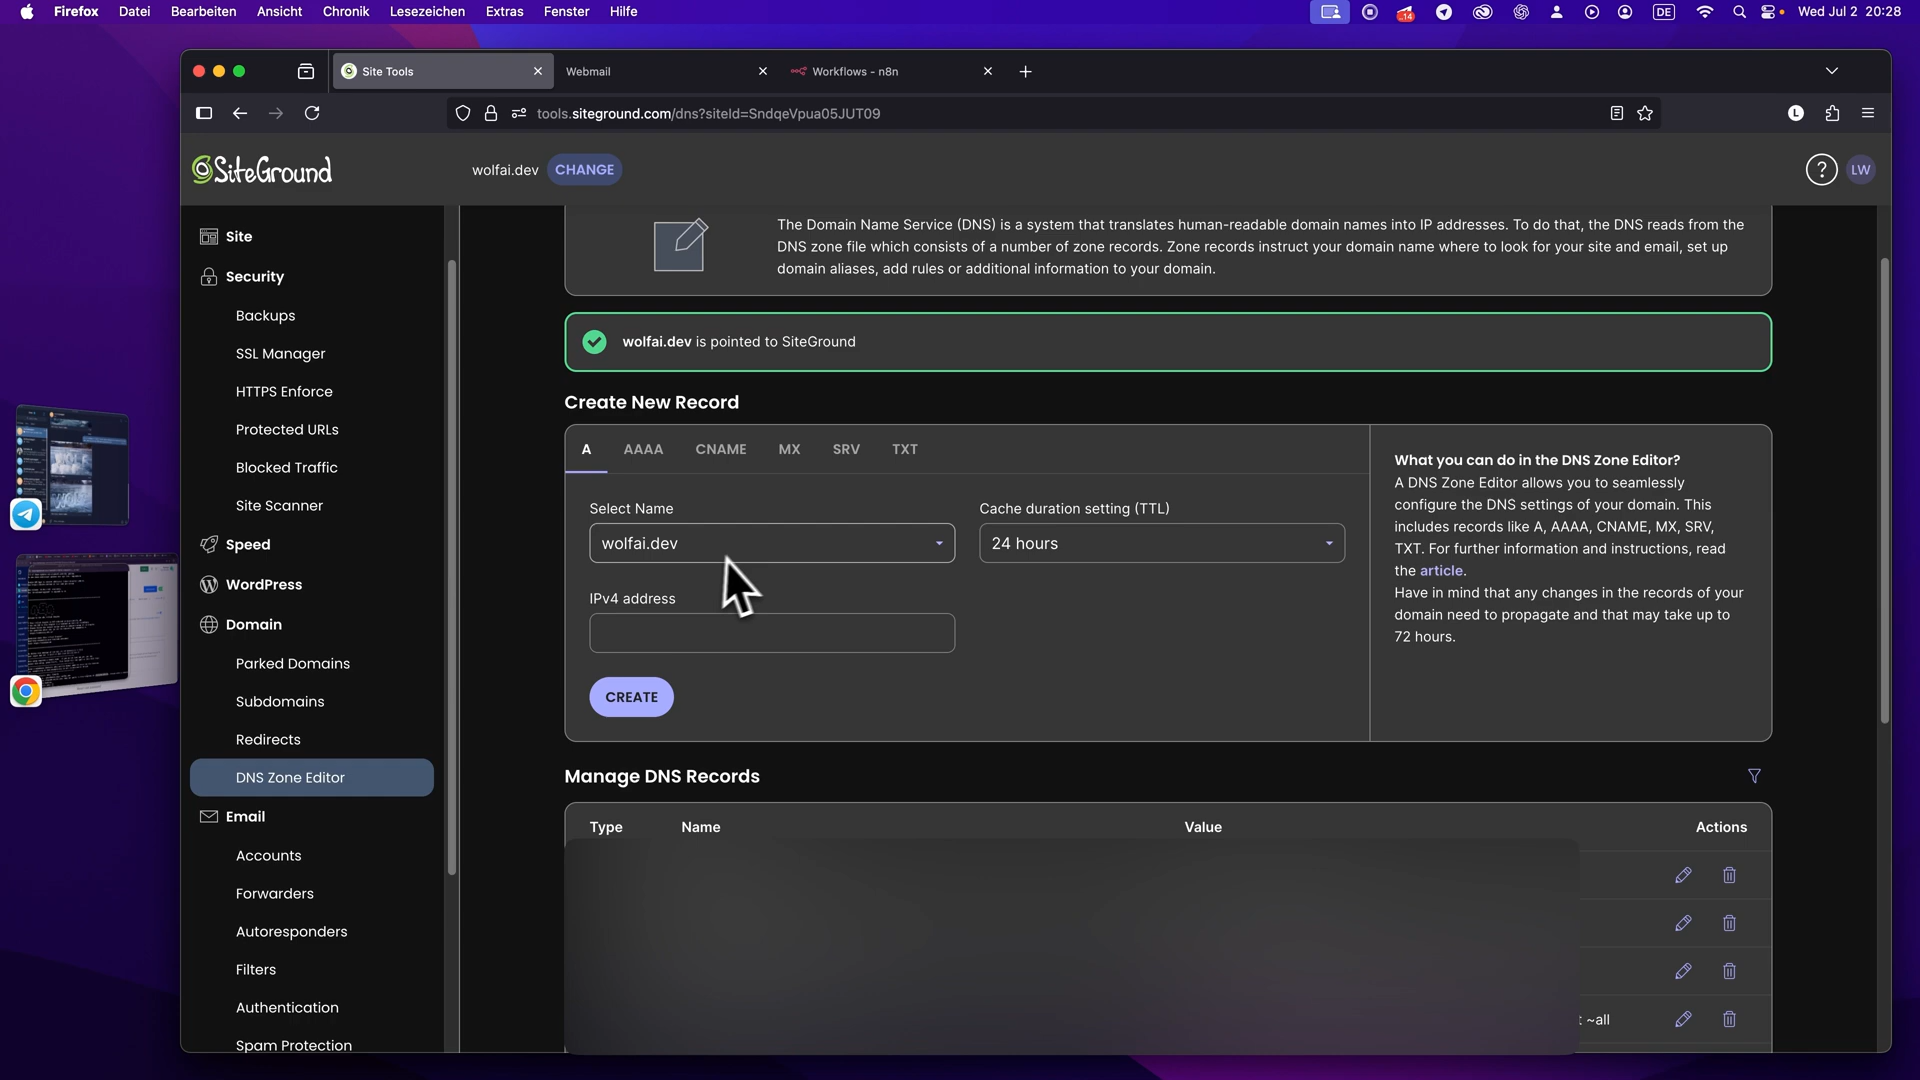 Firefox Datei Bearbeiten Ansicht Chronik Lesezeichen Extras Fenster Hilfe 14 DE Wed Jul 2 20:28
Site Tools Webmail Workflows - n8n
tools.siteground.com/dns?siteId=SndqeVpua05JUT09 L
SiteGround wolfai.dev CHANGE ? LW
Site
Security
Backups
SSL Manager
HTTPS Enforce
Protected URLs
Blocked Traffic
Site Scanner
Speed
WordPress
Domain
Parked Domains
Subdomains
Redirects
DNS Zone Editor
Email
Accounts
Forwarders
Autoresponders
Filters
Authentication
Spam Protection
The Domain Name Service (DNS) is a system that translates human-readable domain names into IP addresses. To do that, the DNS reads from the
DNS zone file which consists of a number of zone records. Zone records instruct your domain name where to look for your site and email, set up
domain aliases, add rules or additional information to your domain.
wolfai.dev is pointed to SiteGround
Create New Record
A AAAA CNAME MX SRV TXT
Select Name Cache duration setting (TTL)
wolfai.dev 24 hours
IPv4 address
CREATE
What you can do in the DNS Zone Editor?
A DNS Zone Editor allows you to seamlessly
configure the DNS settings of your domain. This
includes records like A, AAAA, CNAME, MX, SRV,
TXT. For further information and instructions, read
the article.
Have in mind that any changes in the records of your
domain need to propagate and that may take up to
72 hours.
Manage DNS Records
Type Name Value Actions
~all